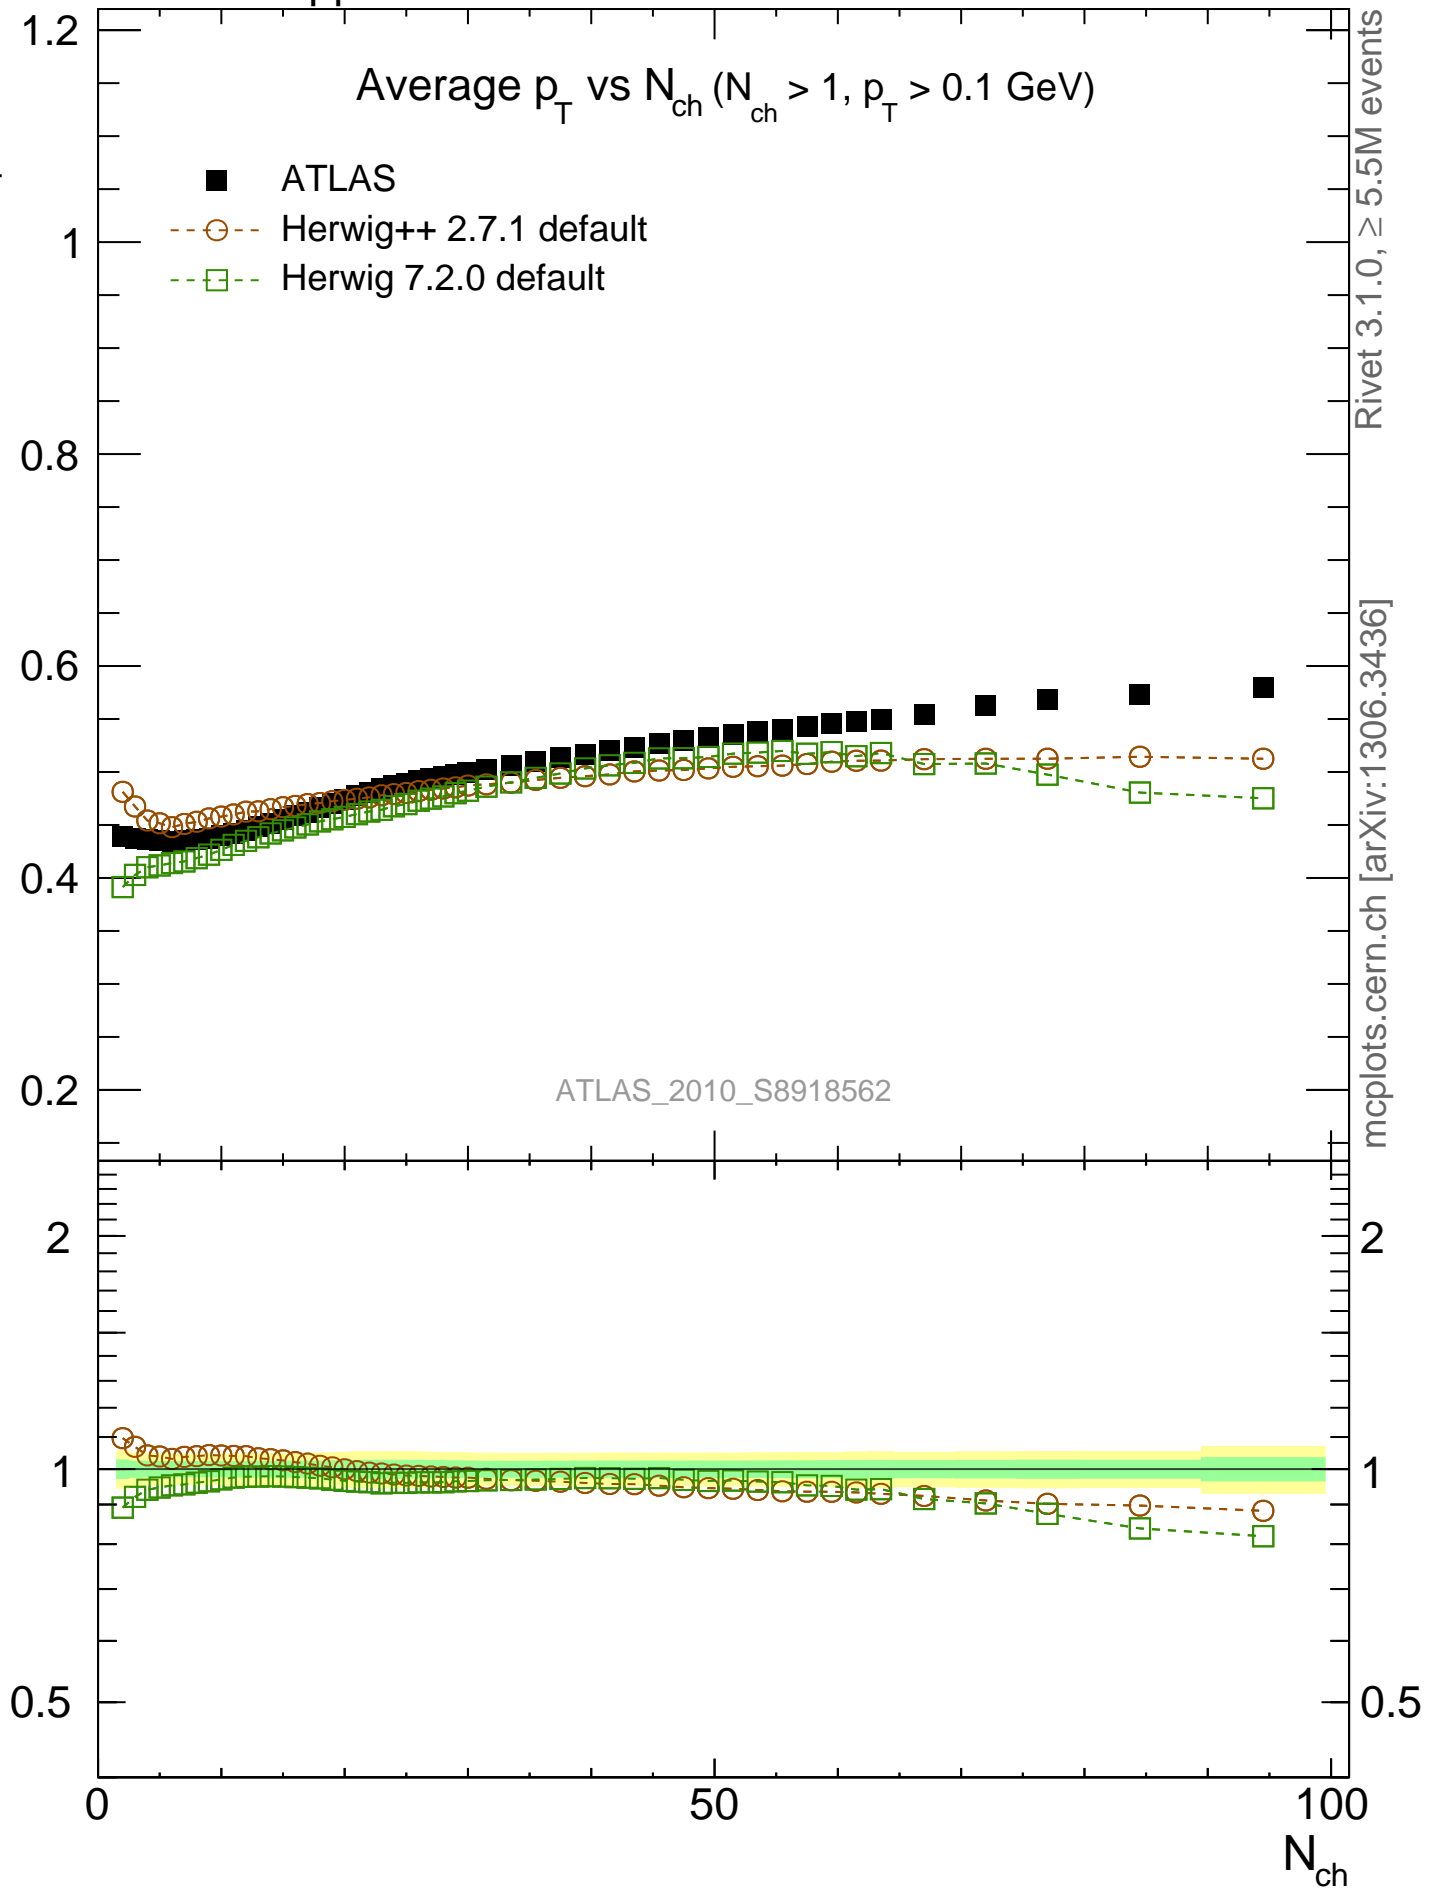 Average p_T vs N_ch (N_ch > 1, p_T > 0.1 GeV)
ATLAS
Herwig++ 2.7.1 default
Herwig 7.2.0 default
1.2
1
0.8
0.6
0.4
0.2
ATLAS_2010_S8918562
Rivet 3.1.0, ≥ 5.5M events
mcplots.cern.ch [arXiv:1306.3436]
2
1
0.5
2
1
0.5
0
50
100
N_ch